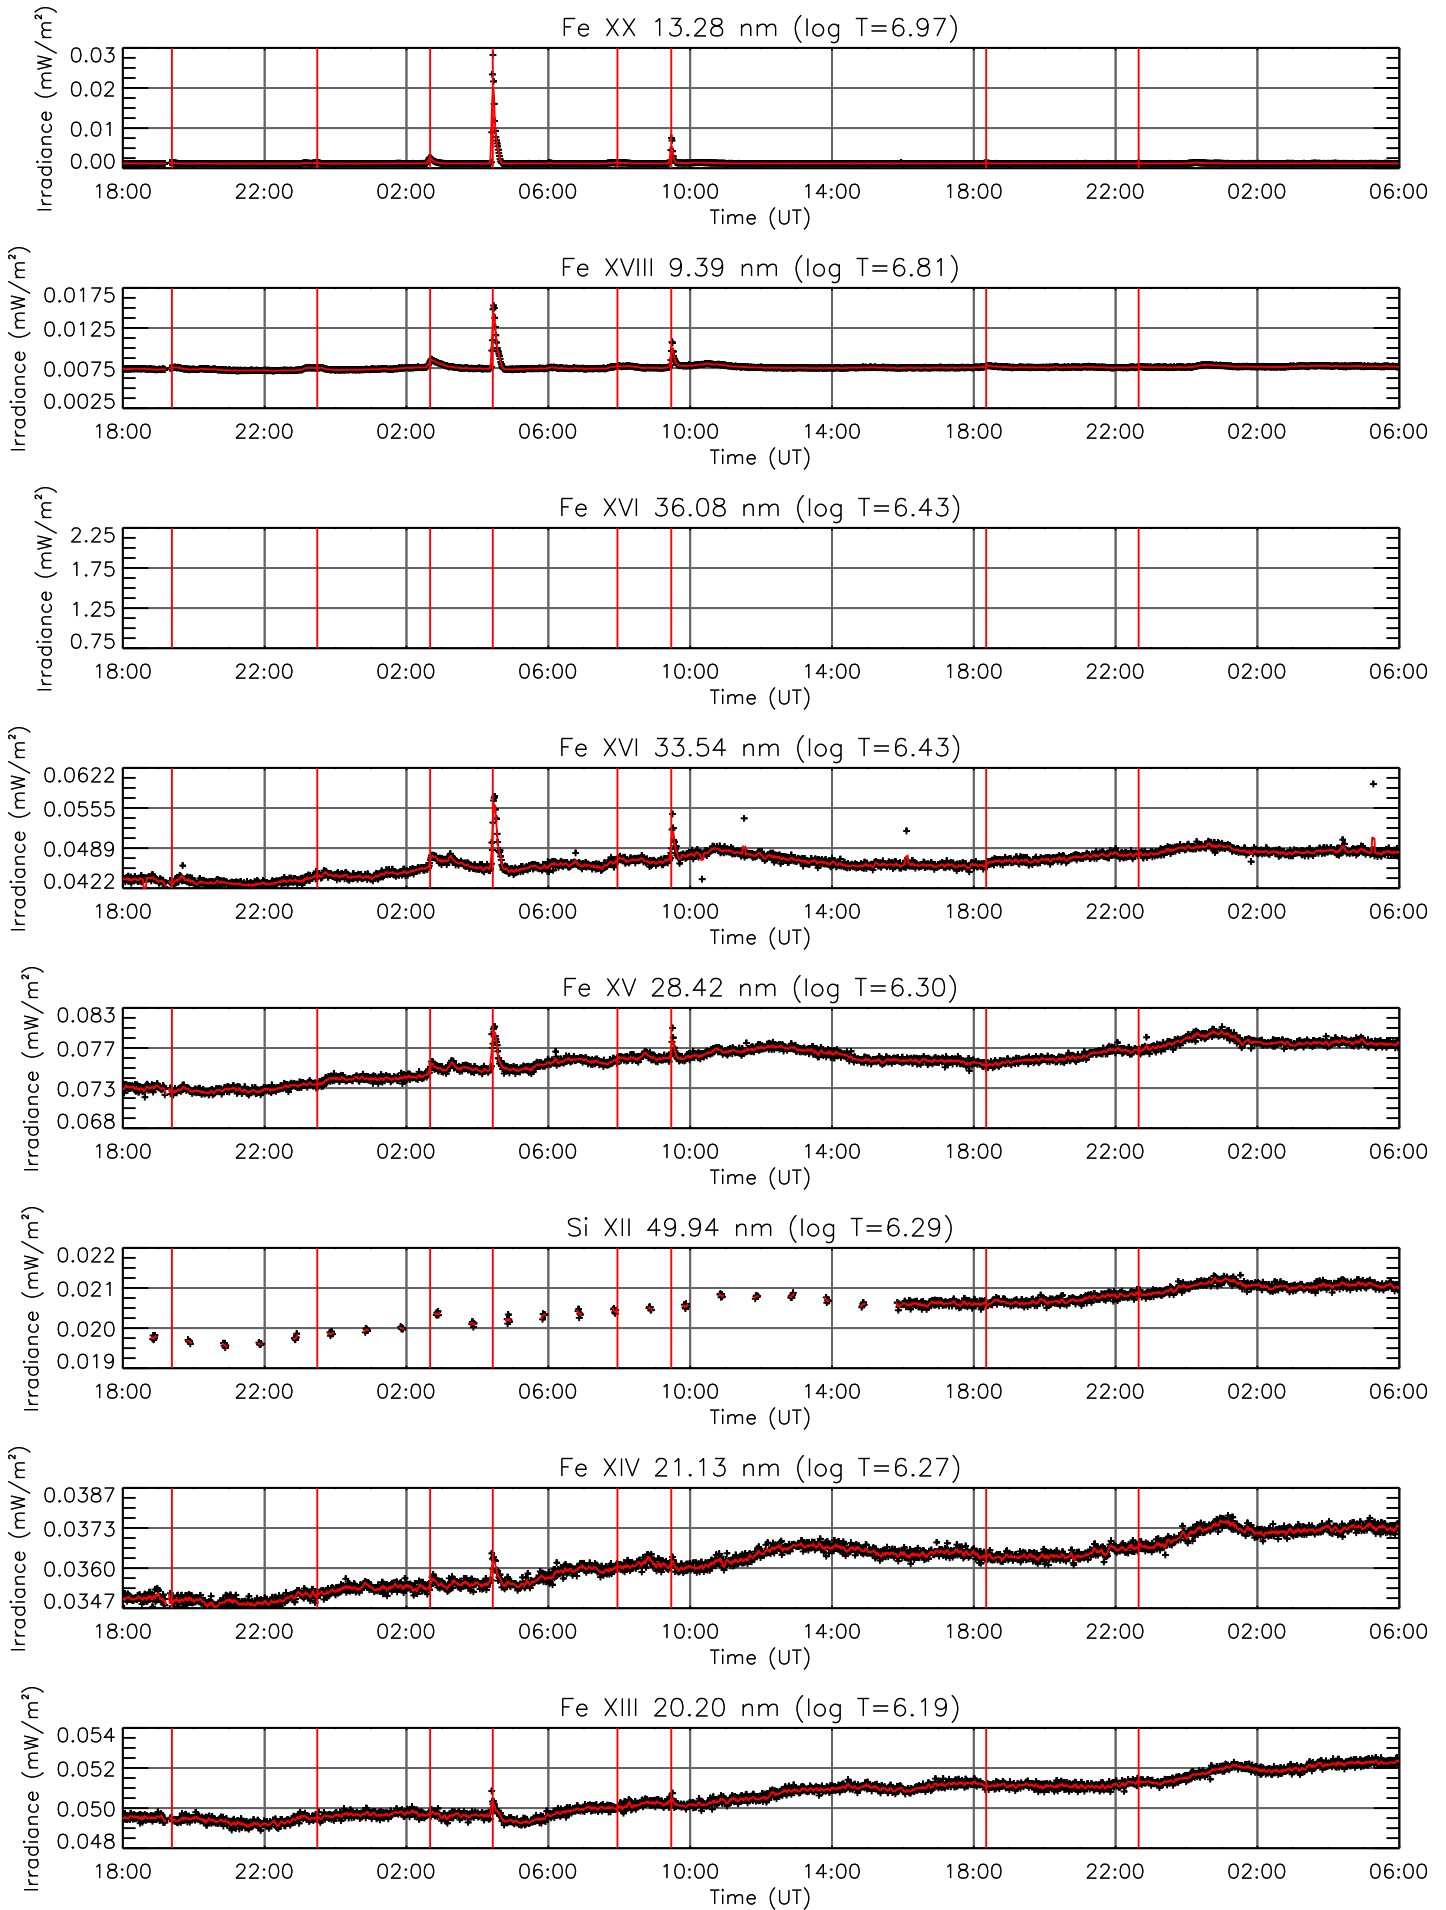 Fe XX 13.28 nm (log T=6.97)
Irradiance (mW/m²)
0.03
0.02
0.01
0.00
18:00 22:00 02:00 06:00 10:00 14:00 18:00 22:00 02:00 06:00
Time (UT)
Fe XVIII 9.39 nm (log T=6.81)
Irradiance (mW/m²)
0.0175
0.0125
0.0075
0.0025
18:00 22:00 02:00 06:00 10:00 14:00 18:00 22:00 02:00 06:00
Time (UT)
Fe XVI 36.08 nm (log T=6.43)
Irradiance (mW/m²)
2.25
1.75
1.25
0.75
18:00 22:00 02:00 06:00 10:00 14:00 18:00 22:00 02:00 06:00
Time (UT)
Fe XVI 33.54 nm (log T=6.43)
Irradiance (mW/m²)
0.0622
0.0555
0.0489
0.0422
18:00 22:00 02:00 06:00 10:00 14:00 18:00 22:00 02:00 06:00
Time (UT)
Fe XV 28.42 nm (log T=6.30)
Irradiance (mW/m²)
0.083
0.077
0.073
0.068
18:00 22:00 02:00 06:00 10:00 14:00 18:00 22:00 02:00 06:00
Time (UT)
Si XII 49.94 nm (log T=6.29)
Irradiance (mW/m²)
0.022
0.021
0.020
0.019
18:00 22:00 02:00 06:00 10:00 14:00 18:00 22:00 02:00 06:00
Time (UT)
Fe XIV 21.13 nm (log T=6.27)
Irradiance (mW/m²)
0.0387
0.0373
0.0360
0.0347
18:00 22:00 02:00 06:00 10:00 14:00 18:00 22:00 02:00 06:00
Time (UT)
Fe XIII 20.20 nm (log T=6.19)
Irradiance (mW/m²)
0.054
0.052
0.050
0.048
18:00 22:00 02:00 06:00 10:00 14:00 18:00 22:00 02:00 06:00
Time (UT)